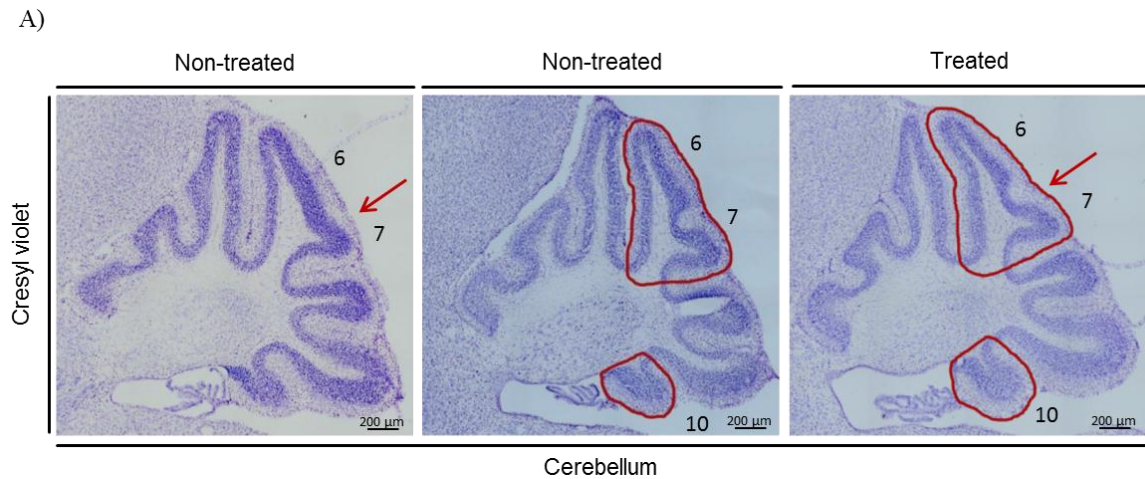 A)
Non-treated
Non-treated
Treated
Cresyl violet
6
7
200 µm
6
7
10
200 µm
6
7
10
200 µm
Cerebellum